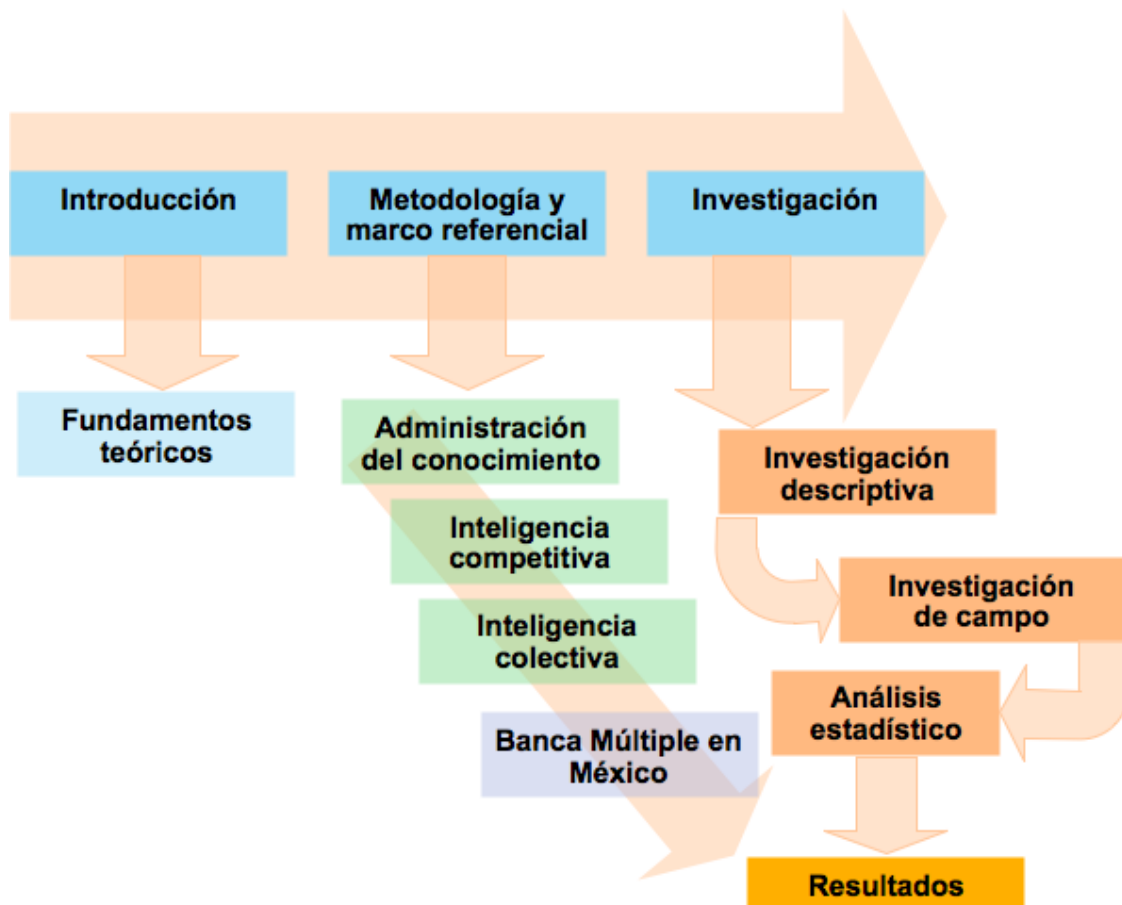 Introducción
Metodología y
marco referencial
Investigación
Fundamentos
teóricos
Administración
del conocimiento
Inteligencia
competitiva
Inteligencia
colectiva
Banca Múltiple en
México
Investigación
descriptiva
Investigación
de campo
Análisis
estadístico
Resultados